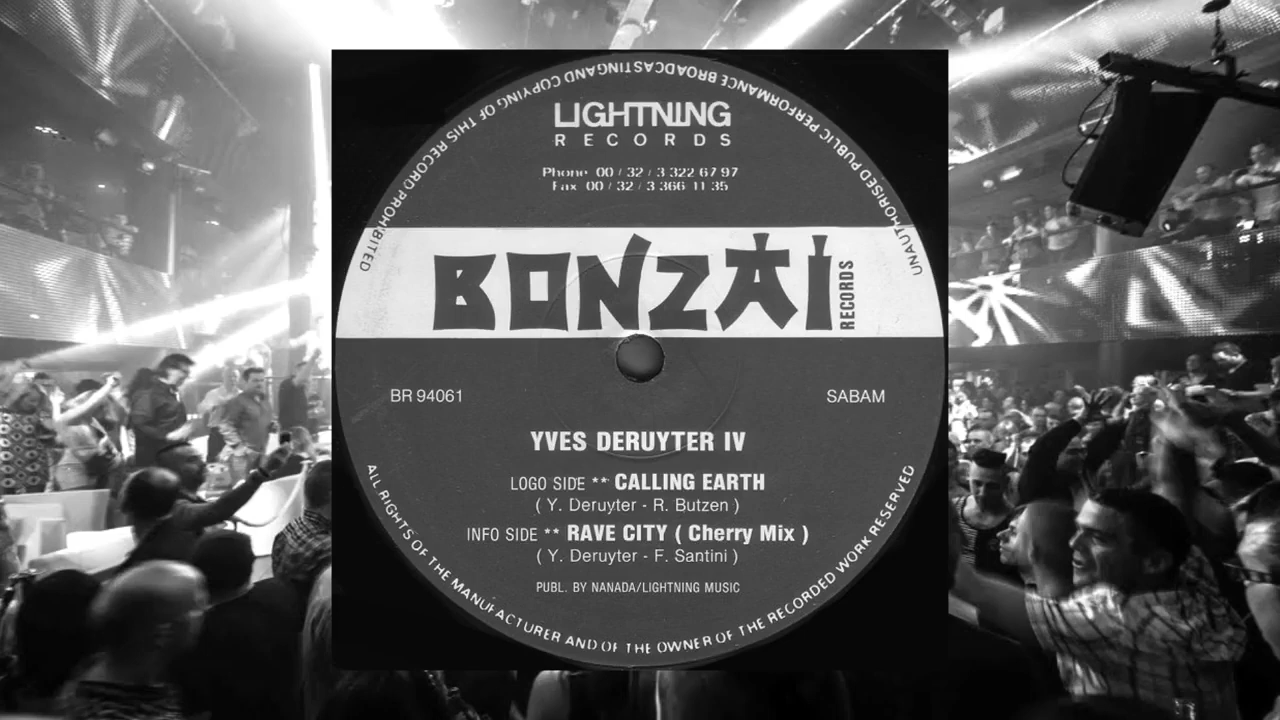 LIGHTNING
RECORDS
Phone 00 / 32 / 3 322 67 97
Fax 00 / 32 / 3 366 11 35
UNAUTHORISED PUBLIC PERFORMANCE BROADCASTING AND COPYING OF THIS RECORD PROHIBITED
BONZAI RECORDS
BR 94061
SABAM
YVES DERUYTER IV
LOGO SIDE ** CALLING EARTH
( Y. Deruyter - R. Butzen )
INFO SIDE ** RAVE CITY ( Cherry Mix )
( Y. Deruyter - F. Santini )
PUBL. BY NANADA/LIGHTNING MUSIC
ALL RIGHTS OF THE MANUFACTURER AND OF THE OWNER OF THE RECORDED WORK RESERVED